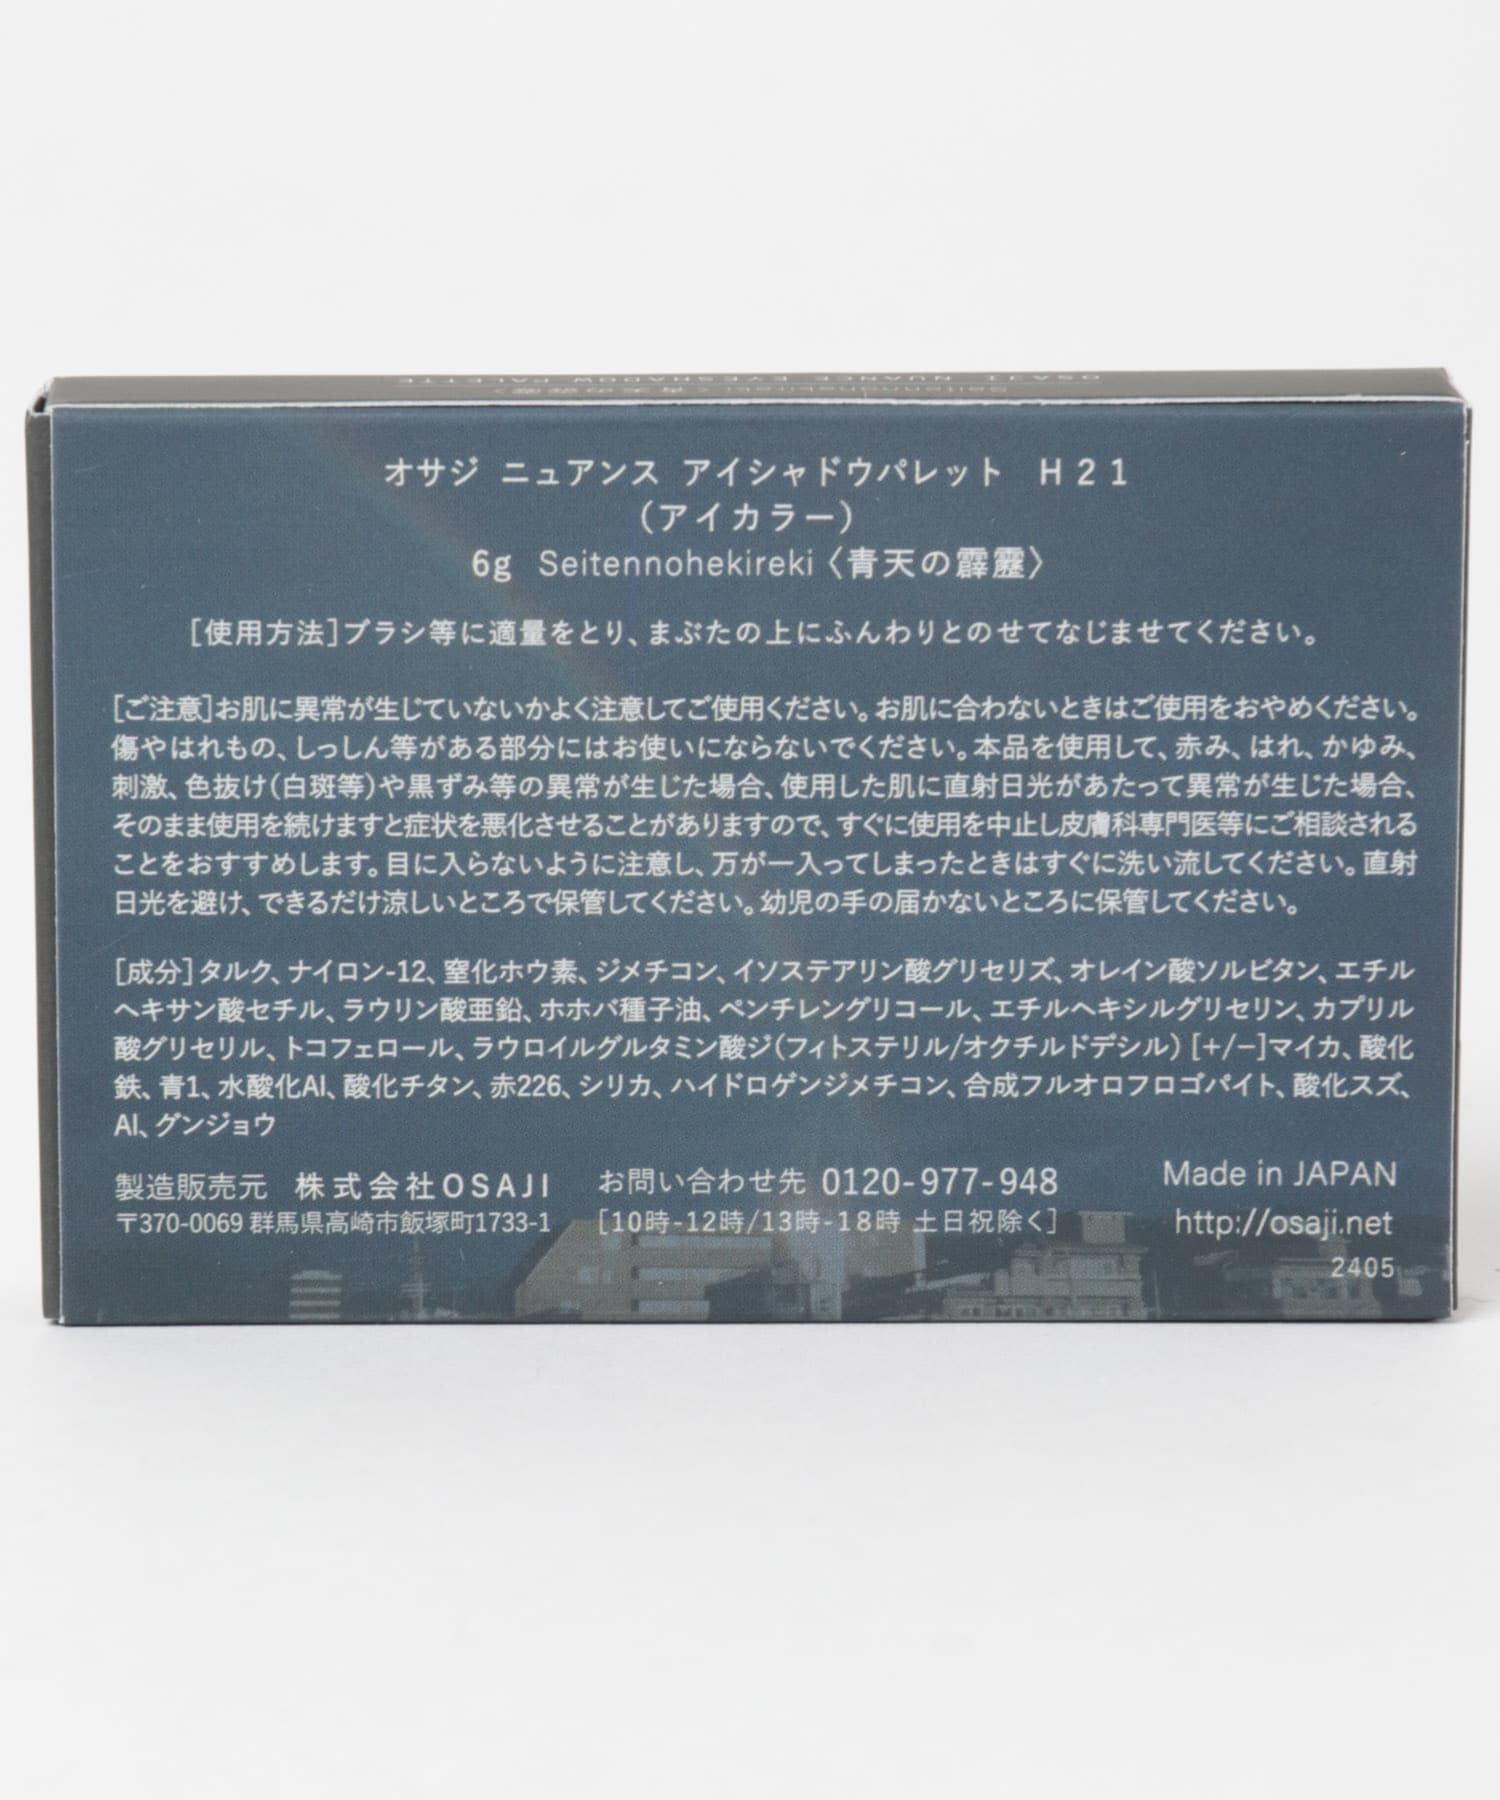 OSAJI NUANCE EYESHADOW PALETTE
Seitennohekireki〈青天の霹靂〉
オサジ ニュアンス アイシャドウパレット H21
（アイカラー）
6g Seitennohekireki〈青天の霹靂〉
［使用方法］ブラシ等に適量をとり、まぶたの上にふんわりとのせてなじませてください。
［ご注意］お肌に異常が生じていないかよく注意してご使用ください。お肌に合わないときはご使用をおやめください。
傷やはれもの、しっしん等がある部分にはお使いにならないでください。本品を使用して、赤み、はれ、かゆみ、
刺激、色抜け（白斑等）や黒ずみ等の異常が生じた場合、使用した肌に直射日光があたって異常が生じた場合、
そのまま使用を続けますと症状を悪化させることがありますので、すぐに使用を中止し皮膚科専門医等にご相談される
ことをおすすめします。目に入らないように注意し、万が一入ってしまったときはすぐに洗い流してください。直射
日光を避け、できるだけ涼しいところで保管してください。幼児の手の届かないところに保管してください。
［成分］タルク、ナイロン-12、窒化ホウ素、ジメチコン、イソステアリン酸グリセリズ、オレイン酸ソルビタン、エチル
ヘキサン酸セチル、ラウリン酸亜鉛、ホホバ種子油、ペンチレングリコール、エチルヘキシルグリセリン、カプリル
酸グリセリル、トコフェロール、ラウロイルグルタミン酸ジ（フィトステリル/オクチルドデシル）[+/−]マイカ、酸化
鉄、青1、水酸化Al、酸化チタン、赤226、シリカ、ハイドロゲンジメチコン、合成フルオロフロゴパイト、酸化スズ、
Al、グンジョウ
製造販売元 株式会社OSAJI
〒370-0069 群馬県高崎市飯塚町1733-1
お問い合わせ先 0120-977-948
［10時-12時/13時-18時 土日祝除く］
Made in JAPAN
http://osaji.net
2405